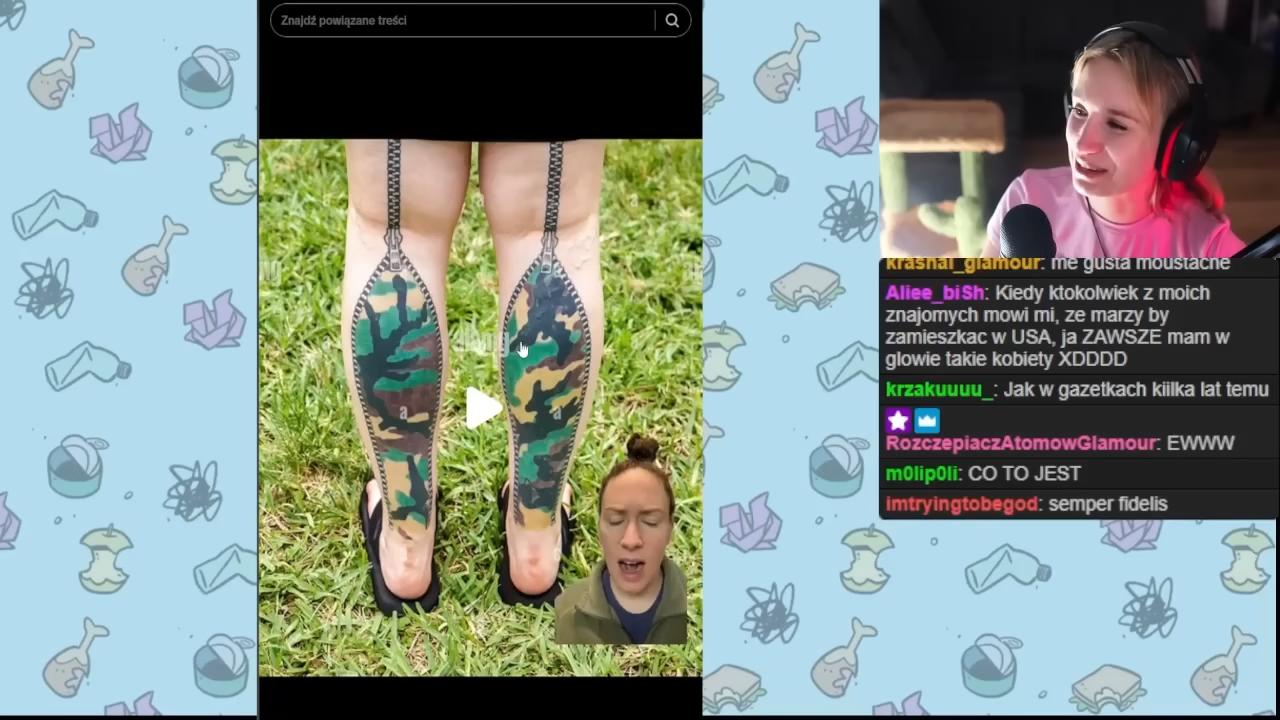 Znajdź powiązane treści
krashal_glamour: me gusta moustache
Aliee_biSh: Kiedy ktokolwiek z moich
znajomych mowi mi, ze marzy by
zamieszkac w USA, ja ZAWSZE mam w
glowie takie kobiety XDDDD
krzakuuuu_: Jak w gazetkach kiilka lat temu
RozczepiaczAtomowGlamour: EWWW
m0lip0li: CO TO JEST
imtryingtobegod: semper fidelis
a
a
a